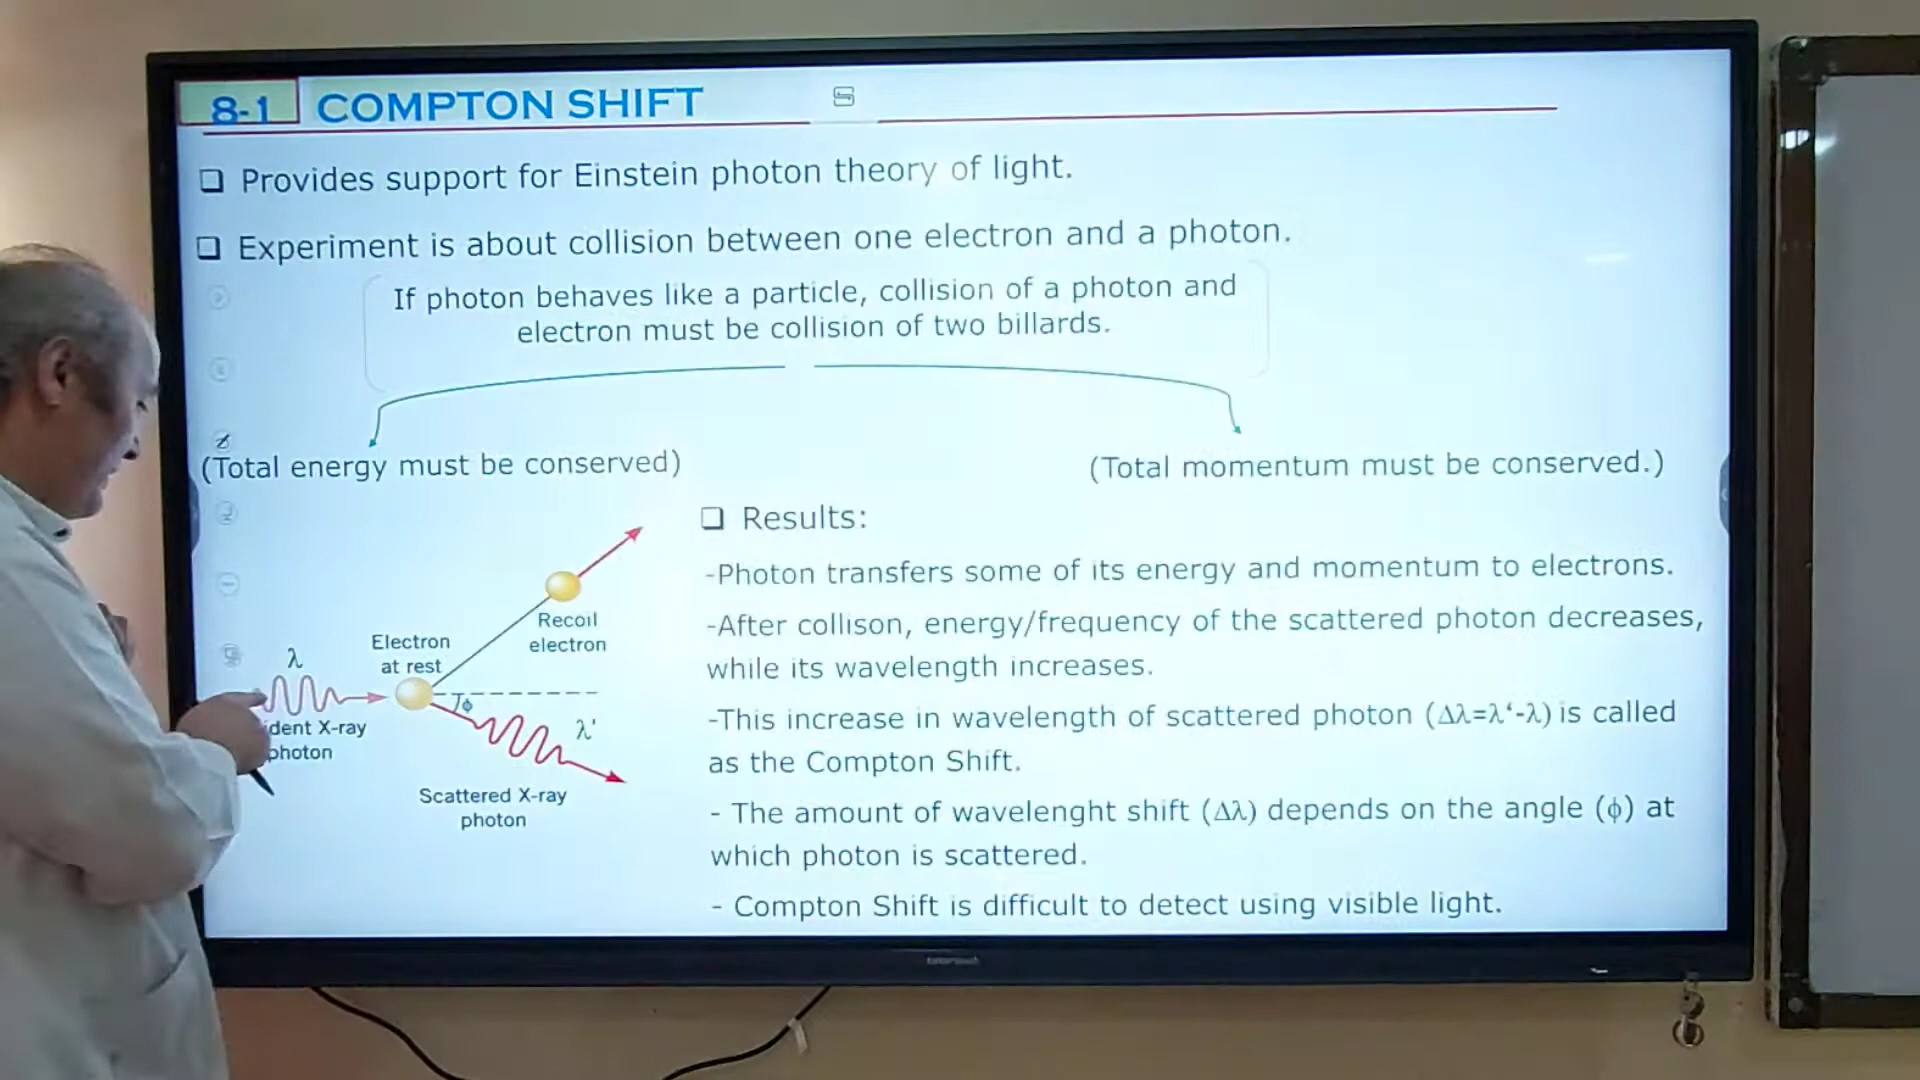 8-1 COMPTON SHIFT
❑ Provides support for Einstein photon theory of light.
❑ Experiment is about collision between one electron and a photon.
If photon behaves like a particle, collision of a photon and
electron must be collision of two billards.
(Total energy must be conserved)
(Total momentum must be conserved.)
Recoil
electron
Electron
at rest
λ
ϕ
λ'
dent X-ray
photon
Scattered X-ray
photon
❑ Results:
-Photon transfers some of its energy and momentum to electrons.
-After collison, energy/frequency of the scattered photon decreases,
while its wavelength increases.
-This increase in wavelength of scattered photon (Δλ=λ‘-λ) is called
as the Compton Shift.
- The amount of wavelenght shift (Δλ) depends on the angle (ϕ) at
which photon is scattered.
- Compton Shift is difficult to detect using visible light.